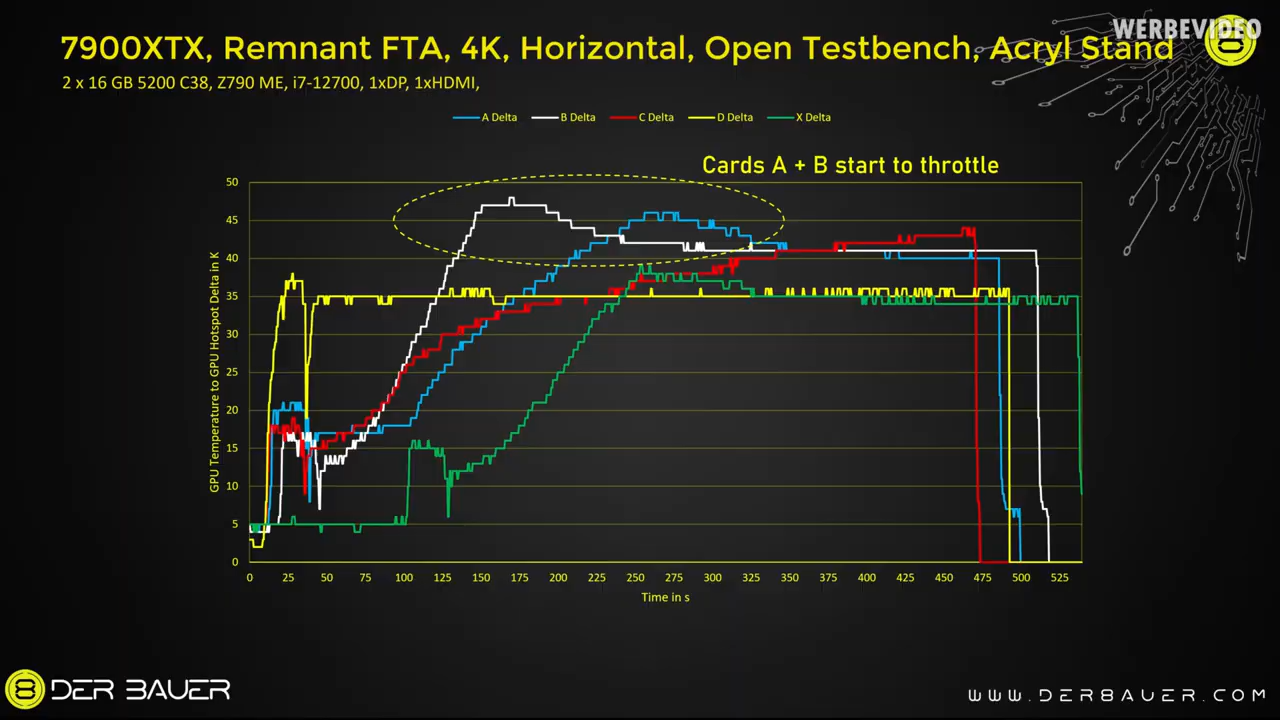 WERBEVIDEO
7900XTX, Remnant FTA, 4K, Horizontal, Open Testbench, Acryl Stand
2 x 16 GB 5200 C38, Z790 ME, i7-12700, 1xDP, 1xHDMI,
A Delta B Delta C Delta D Delta X Delta
Cards A + B start to throttle
GPU Temperature to GPU Hotspot Delta in K
50
45
40
35
30
25
20
15
10
5
0
0 25 50 75 100 125 150 175 200 225 250 275 300 325 350 375 400 425 450 475 500 525
Time in s
8 DER BAUER
WWW.DER8AUER.COM